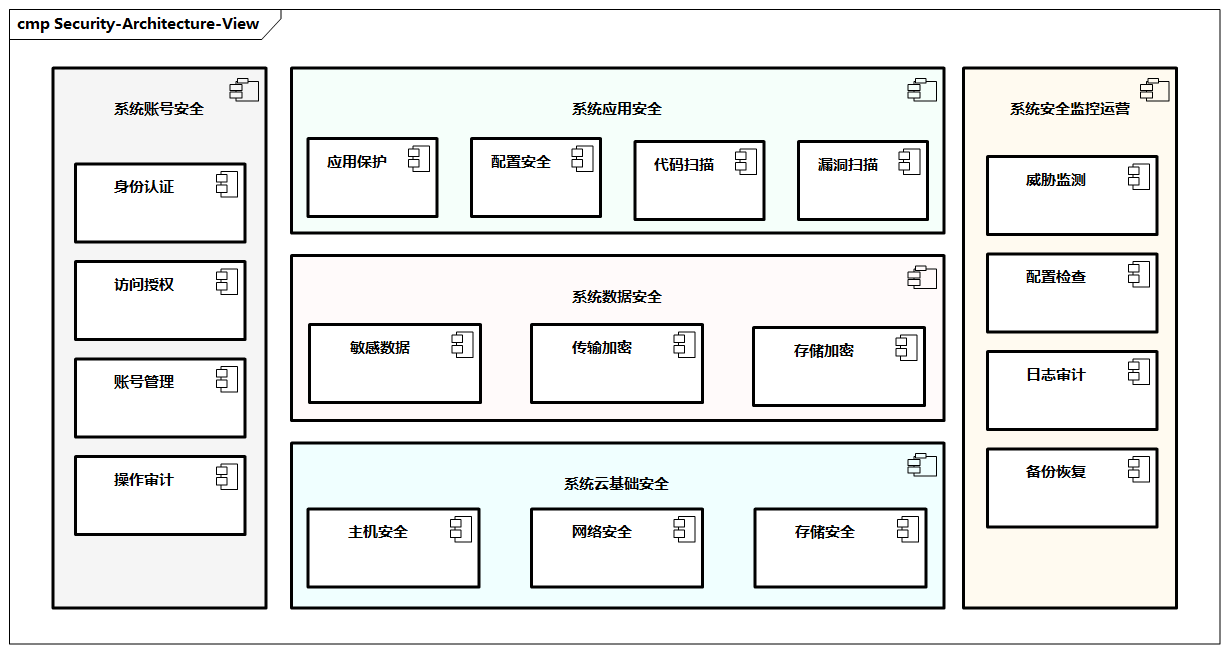 cmp Security-Architecture-View
系统账号安全
身份认证
访问授权
账号管理
操作审计
系统应用安全
应用保护
配置安全
代码扫描
漏洞扫描
系统数据安全
敏感数据
传输加密
存储加密
系统云基础安全
主机安全
网络安全
存储安全
系统安全监控运营
威胁监测
配置检查
日志审计
备份恢复